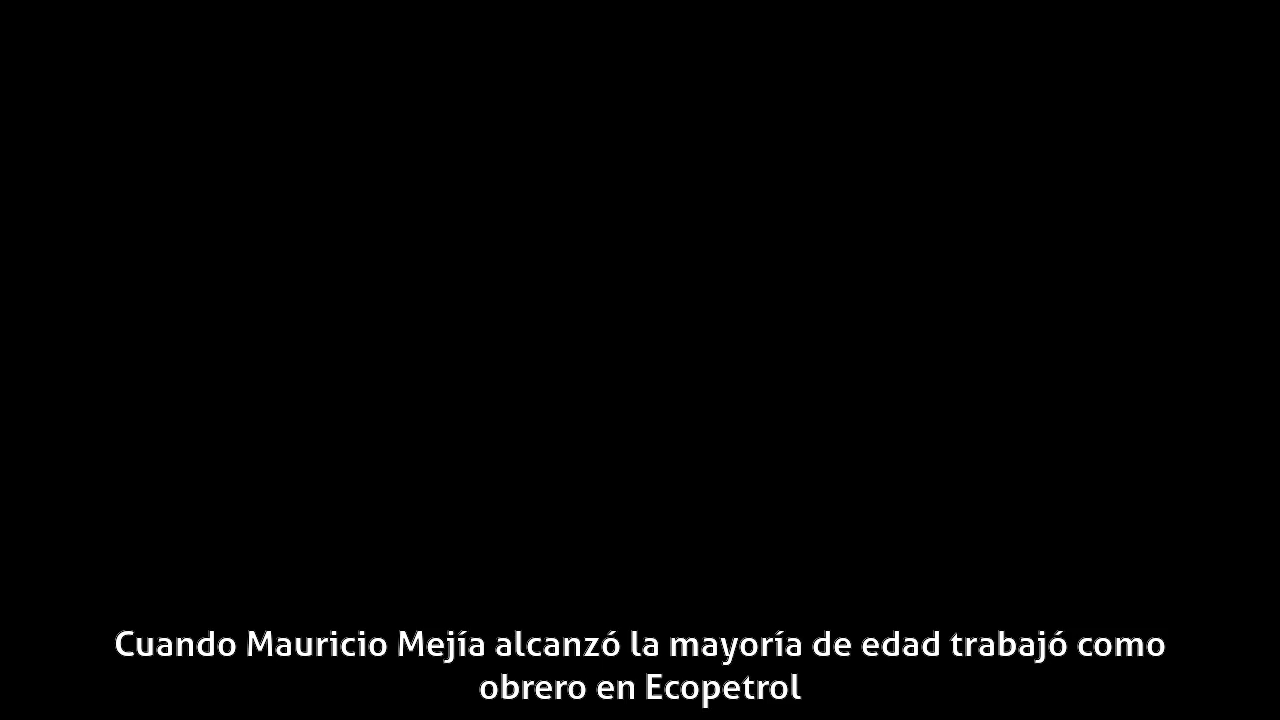 Cuando Mauricio Mejía alcanzó la mayoría de edad trabajó como
obrero en Ecopetrol